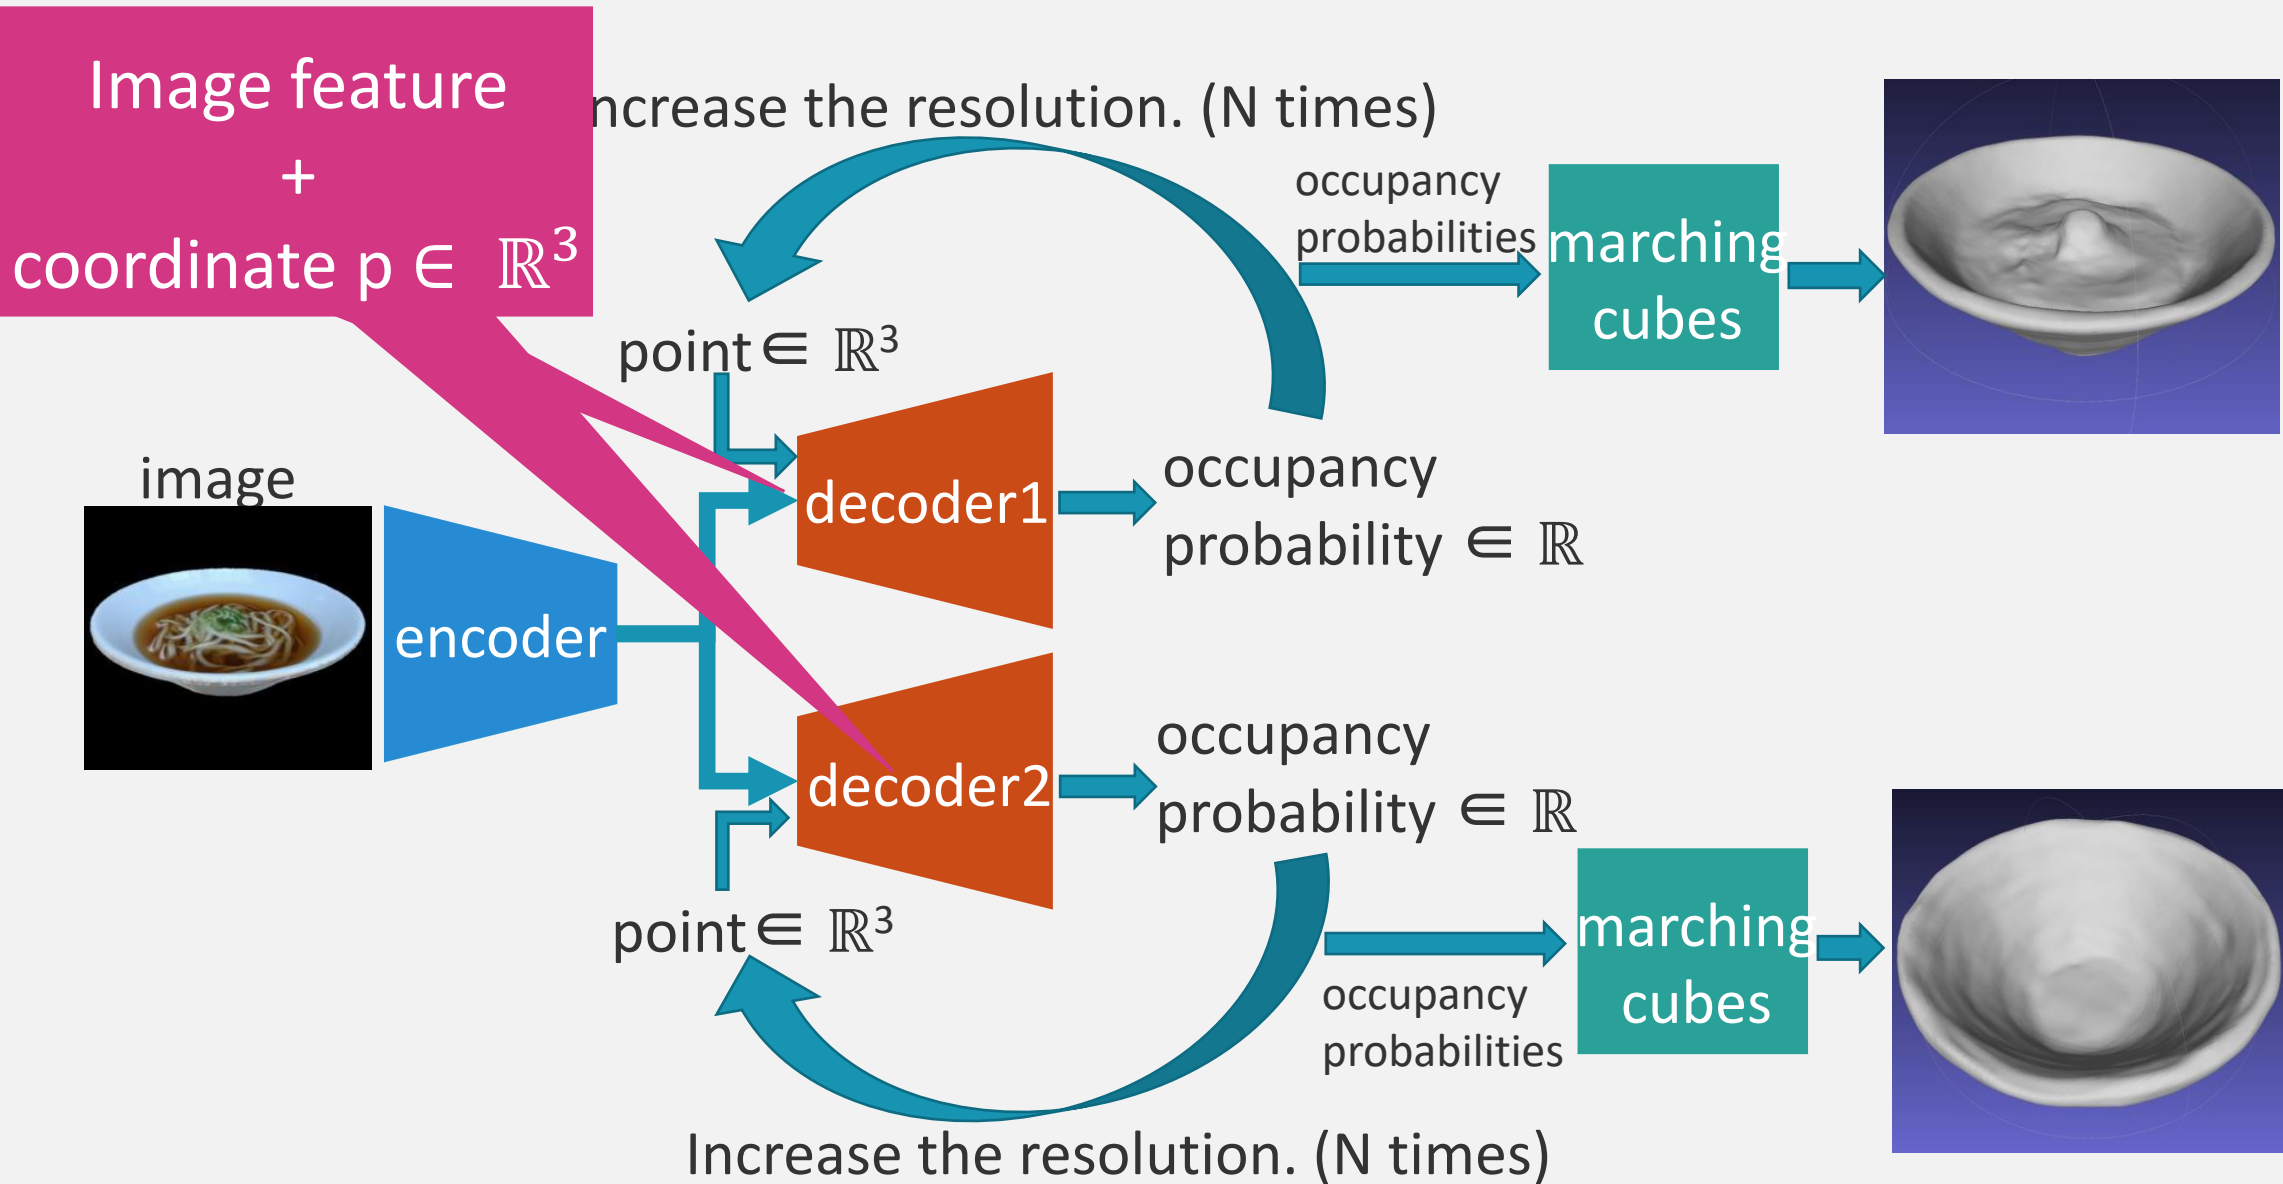 Image feature
+
coordinate p ∈ ℝ³
ncrease the resolution. (N times)
occupancy
probabilities
marching
cubes
point ∈ ℝ³
image
encoder
decoder1
occupancy
probability ∈ ℝ
decoder2
occupancy
probability ∈ ℝ
point ∈ ℝ³
marching
cubes
occupancy
probabilities
Increase the resolution. (N times)